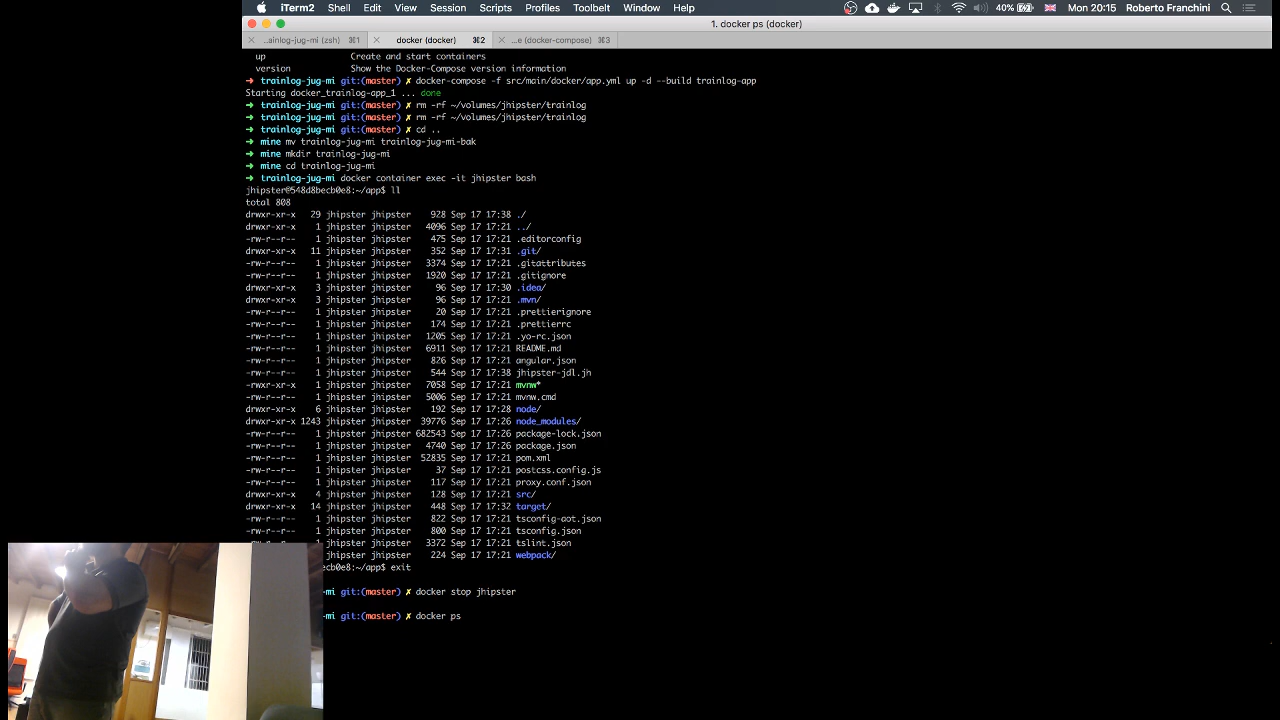 iTerm2 Shell Edit View Session Scripts Profiles Toolbelt Window Help 40% Mon 20:15 Roberto Franchini
1. docker ps (docker)
..ainlog-jug-mi (zsh) ⌘1 × docker (docker) ⌘2 × ..e (docker-compose) ⌘3
up Create and start containers
version Show the Docker-Compose version information
➜ trainlog-jug-mi git:(master) ✗ docker-compose -f src/main/docker/app.yml up -d --build trainlog-app
Starting docker_trainlog-app_1 ... done
➜ trainlog-jug-mi git:(master) ✗ rm -rf ~/volumes/jhipster/trainlog
➜ trainlog-jug-mi git:(master) ✗ rm -rf ~/volumes/jhipster/trainlog
➜ trainlog-jug-mi git:(master) ✗ cd ..
➜ mine mv trainlog-jug-mi trainlog-jug-mi-bak
➜ mine mkdir trainlog-jug-mi
➜ mine cd trainlog-jug-mi
➜ trainlog-jug-mi docker container exec -it jhipster bash
jhipster@548d8becb0e8:~/app$ ll
total 808
drwxr-xr-x 29 jhipster jhipster 928 Sep 17 17:38 ./
drwxr-xr-x 1 jhipster jhipster 4096 Sep 17 17:21 ../
-rw-r--r-- 1 jhipster jhipster 475 Sep 17 17:21 .editorconfig
drwxr-xr-x 11 jhipster jhipster 352 Sep 17 17:31 .git/
-rw-r--r-- 1 jhipster jhipster 3374 Sep 17 17:21 .gitattributes
-rw-r--r-- 1 jhipster jhipster 1920 Sep 17 17:21 .gitignore
drwxr-xr-x 3 jhipster jhipster 96 Sep 17 17:30 .idea/
drwxr-xr-x 3 jhipster jhipster 96 Sep 17 17:21 .mvn/
-rw-r--r-- 1 jhipster jhipster 20 Sep 17 17:21 .prettierignore
-rw-r--r-- 1 jhipster jhipster 174 Sep 17 17:21 .prettierrc
-rw-r--r-- 1 jhipster jhipster 1205 Sep 17 17:21 .yo-rc.json
-rw-r--r-- 1 jhipster jhipster 6911 Sep 17 17:21 README.md
-rw-r--r-- 1 jhipster jhipster 826 Sep 17 17:21 angular.json
-rw-r--r-- 1 jhipster jhipster 544 Sep 17 17:38 jhipster-jdl.jh
-rwxr-xr-x 1 jhipster jhipster 7058 Sep 17 17:21 mvnw*
-rw-r--r-- 1 jhipster jhipster 5006 Sep 17 17:21 mvnw.cmd
drwxr-xr-x 6 jhipster jhipster 192 Sep 17 17:28 node/
drwxr-xr-x 1243 jhipster jhipster 39776 Sep 17 17:26 node_modules/
-rw-r--r-- 1 jhipster jhipster 682543 Sep 17 17:26 package-lock.json
-rw-r--r-- 1 jhipster jhipster 4740 Sep 17 17:26 package.json
-rw-r--r-- 1 jhipster jhipster 52835 Sep 17 17:21 pom.xml
-rw-r--r-- 1 jhipster jhipster 37 Sep 17 17:21 postcss.config.js
-rw-r--r-- 1 jhipster jhipster 117 Sep 17 17:21 proxy.conf.json
drwxr-xr-x 4 jhipster jhipster 128 Sep 17 17:21 src/
drwxr-xr-x 14 jhipster jhipster 448 Sep 17 17:32 target/
-rw-r--r-- 1 jhipster jhipster 822 Sep 17 17:21 tsconfig-aot.json
-rw-r--r-- 1 jhipster jhipster 800 Sep 17 17:21 tsconfig.json
-rw-r--r-- 1 jhipster jhipster 3372 Sep 17 17:21 tslint.json
jhipster jhipster 224 Sep 17 17:21 webpack/
ecb0e8:~/app$ exit
-mi git:(master) ✗ docker stop jhipster
-mi git:(master) ✗ docker ps